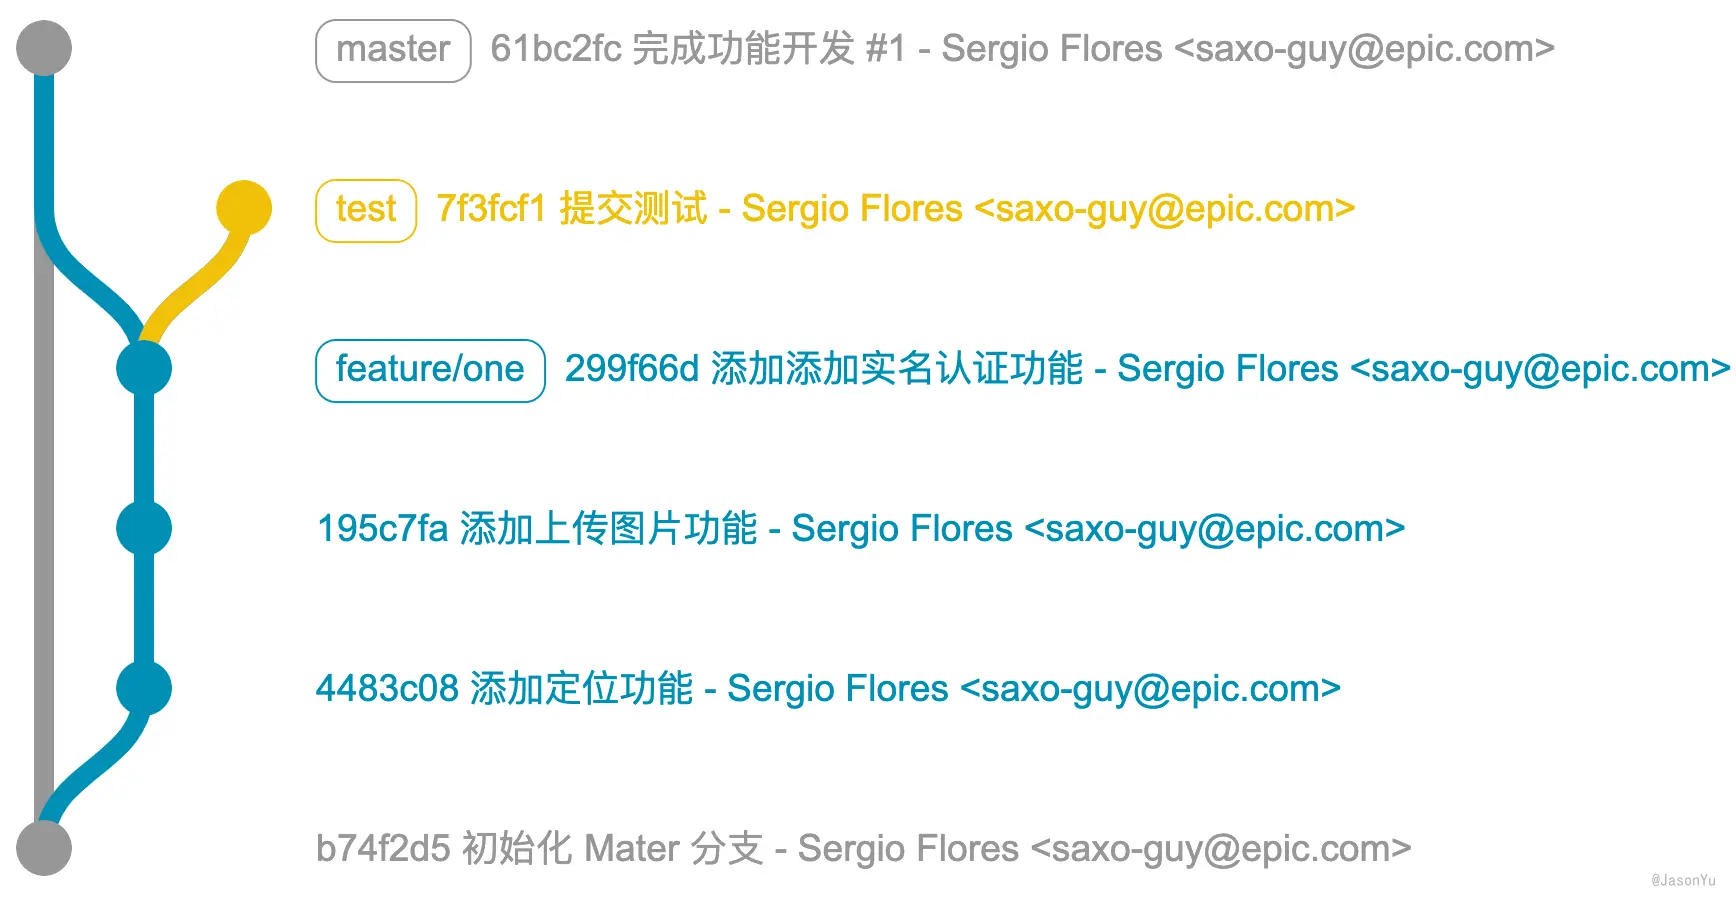 master 61bc2fc 完成功能开发 #1 - Sergio Flores <saxo-guy@epic.com>
test 7f3fcf1 提交测试 - Sergio Flores <saxo-guy@epic.com>
feature/one 299f66d 添加添加实名认证功能 - Sergio Flores <saxo-guy@epic.com>
195c7fa 添加上传图片功能 - Sergio Flores <saxo-guy@epic.com>
4483c08 添加定位功能 - Sergio Flores <saxo-guy@epic.com>
b74f2d5 初始化 Mater 分支 - Sergio Flores <saxo-guy@epic.com>
@JasonYu